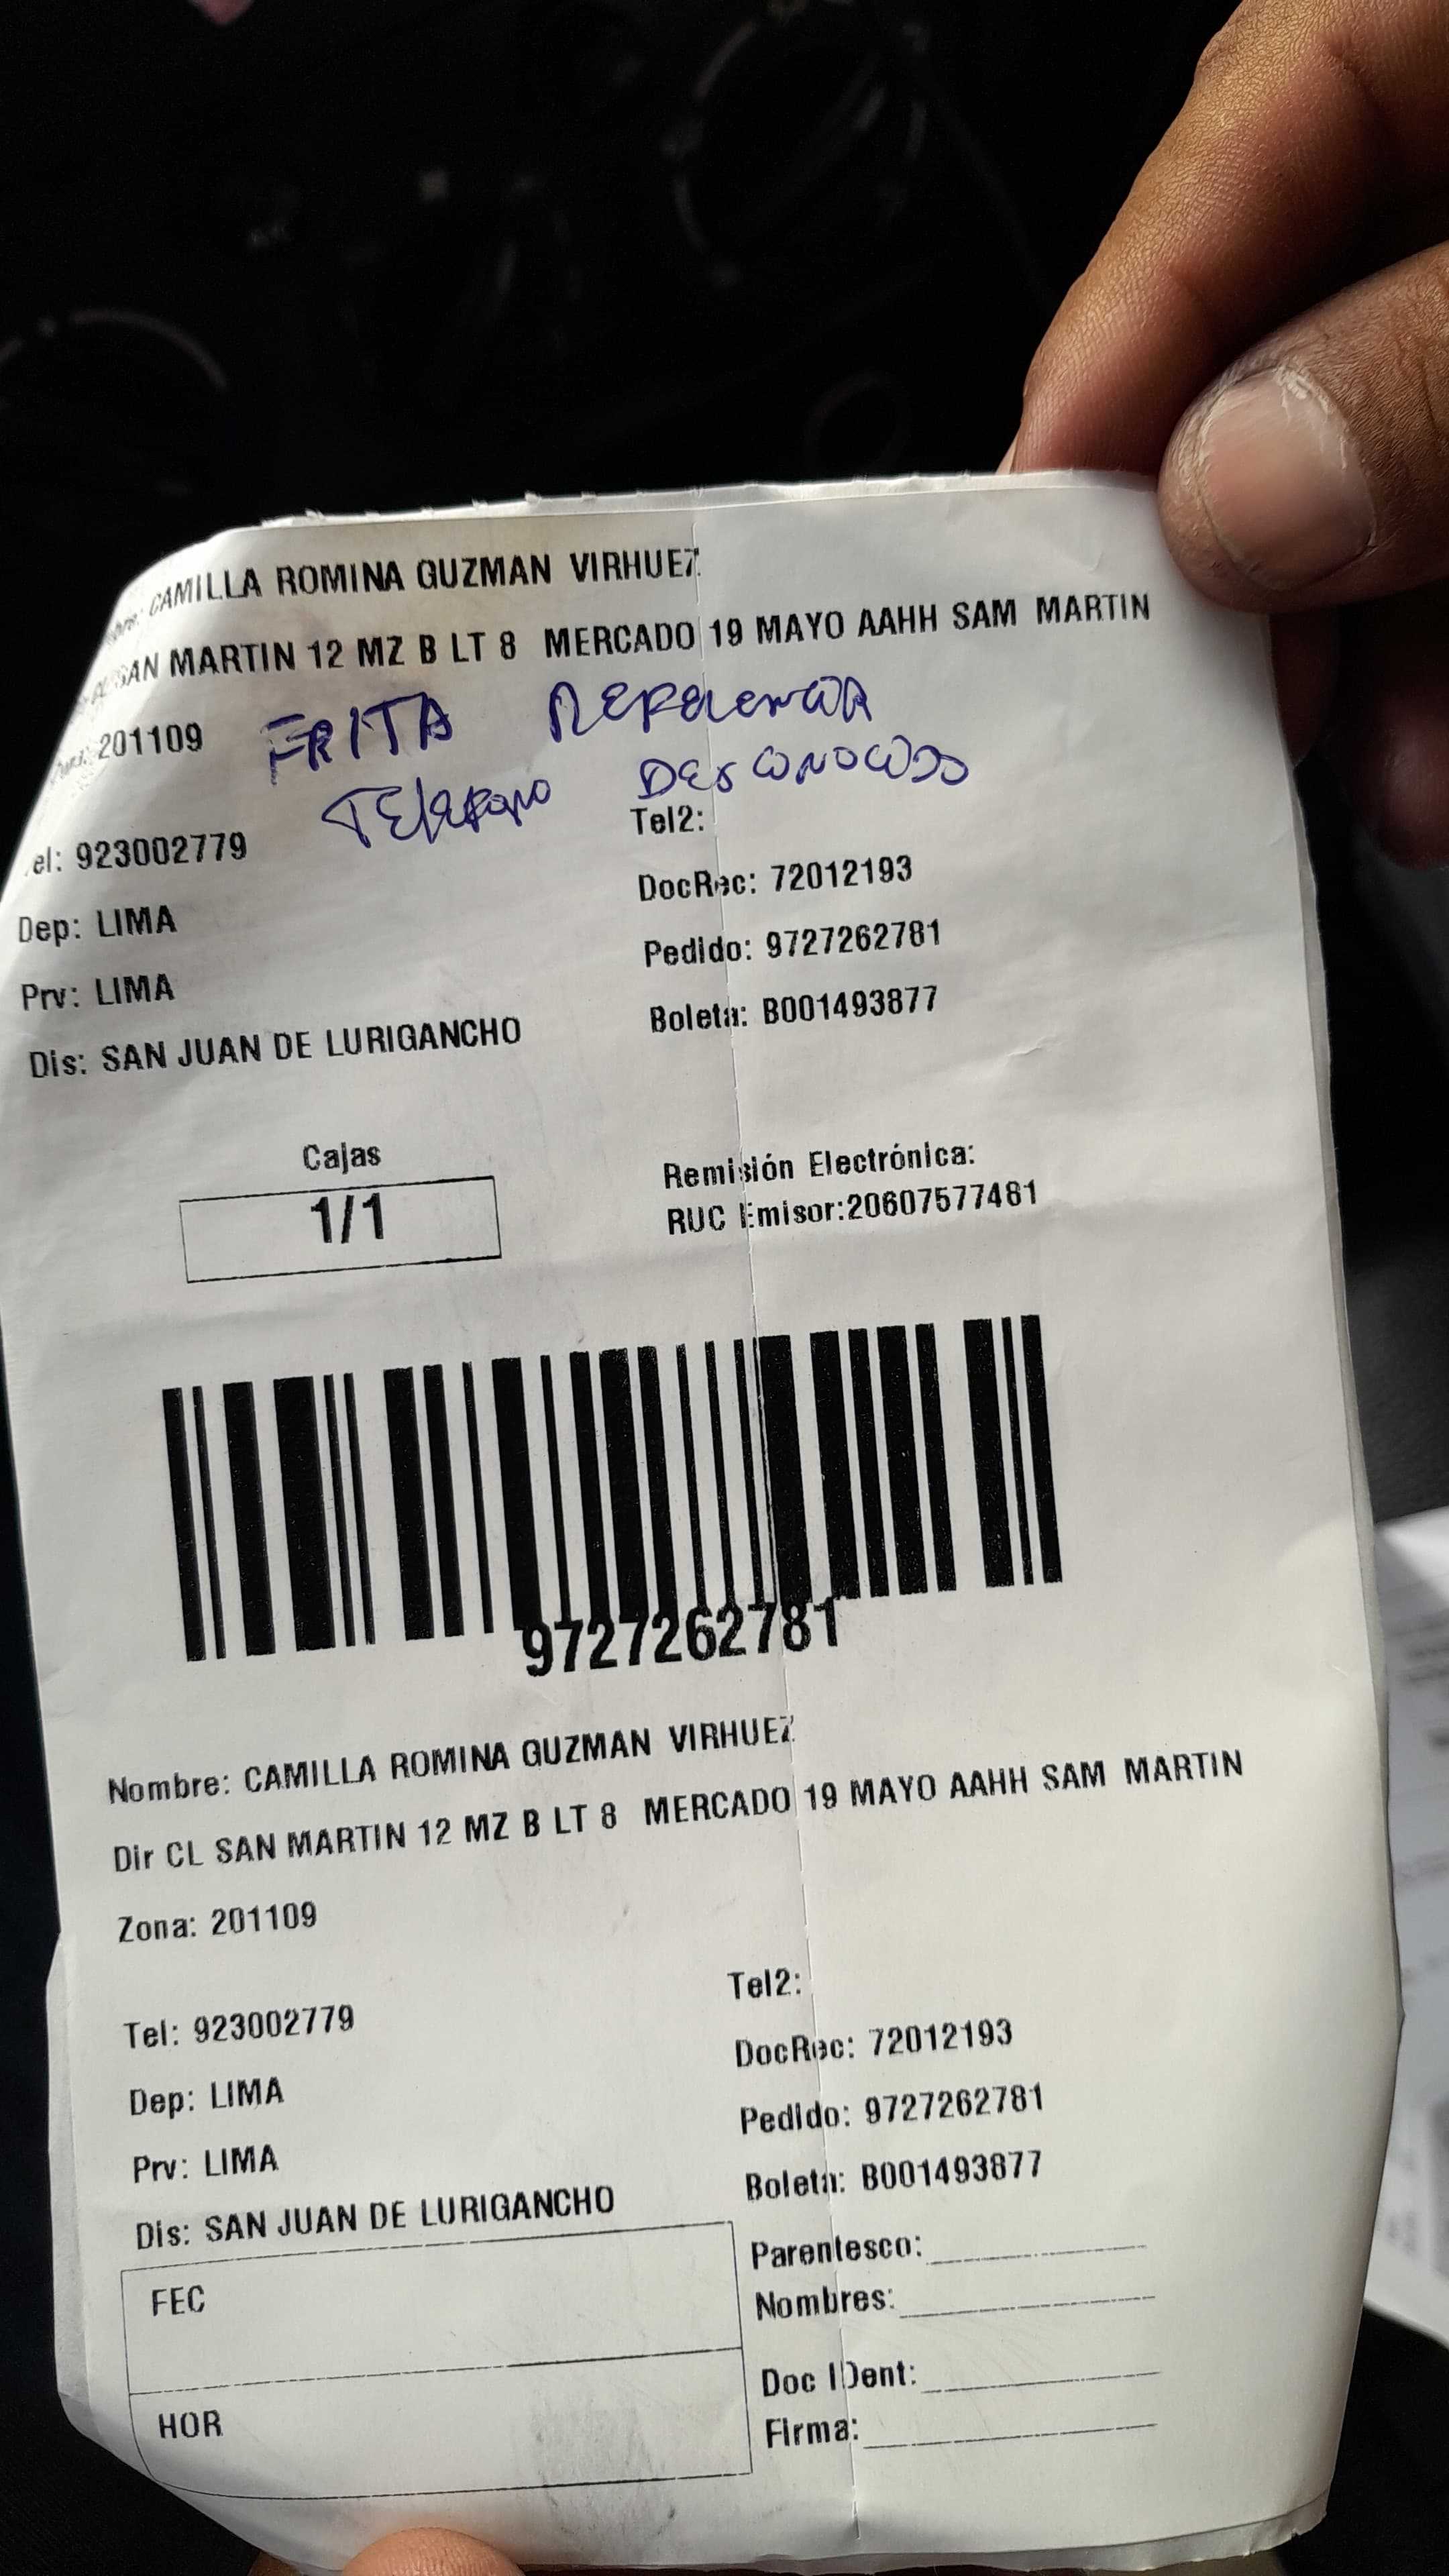 CAMILLA ROMINA GUZMAN VIRHUEZ
SAN MARTIN 12 MZ B LT 8 MERCADO 19 MAYO AAHH SAM MARTIN
201109 FRITA REFERENCIA
TELEFONO DESCONOCIDO
Tel: 923002779 Tel2:
DocRec: 72012193
Dep: LIMA
Pedido: 9727262781
Prv: LIMA
Boleta: B001493877
Dis: SAN JUAN DE LURIGANCHO
Cajas
1/1
Remisión Electrónica:
RUC Emisor:20607577481
9727262781
Nombre: CAMILLA ROMINA GUZMAN VIRHUEZ
Dir CL SAN MARTIN 12 MZ B LT 8 MERCADO 19 MAYO AAHH SAM MARTIN
Zona: 201109
Tel2:
Tel: 923002779
DocRec: 72012193
Dep: LIMA
Pedido: 9727262781
Prv: LIMA
Boleta: B001493877
Dis: SAN JUAN DE LURIGANCHO
Parentesco:
FEC
Nombres:
Doc IDent:
HOR
Firma: